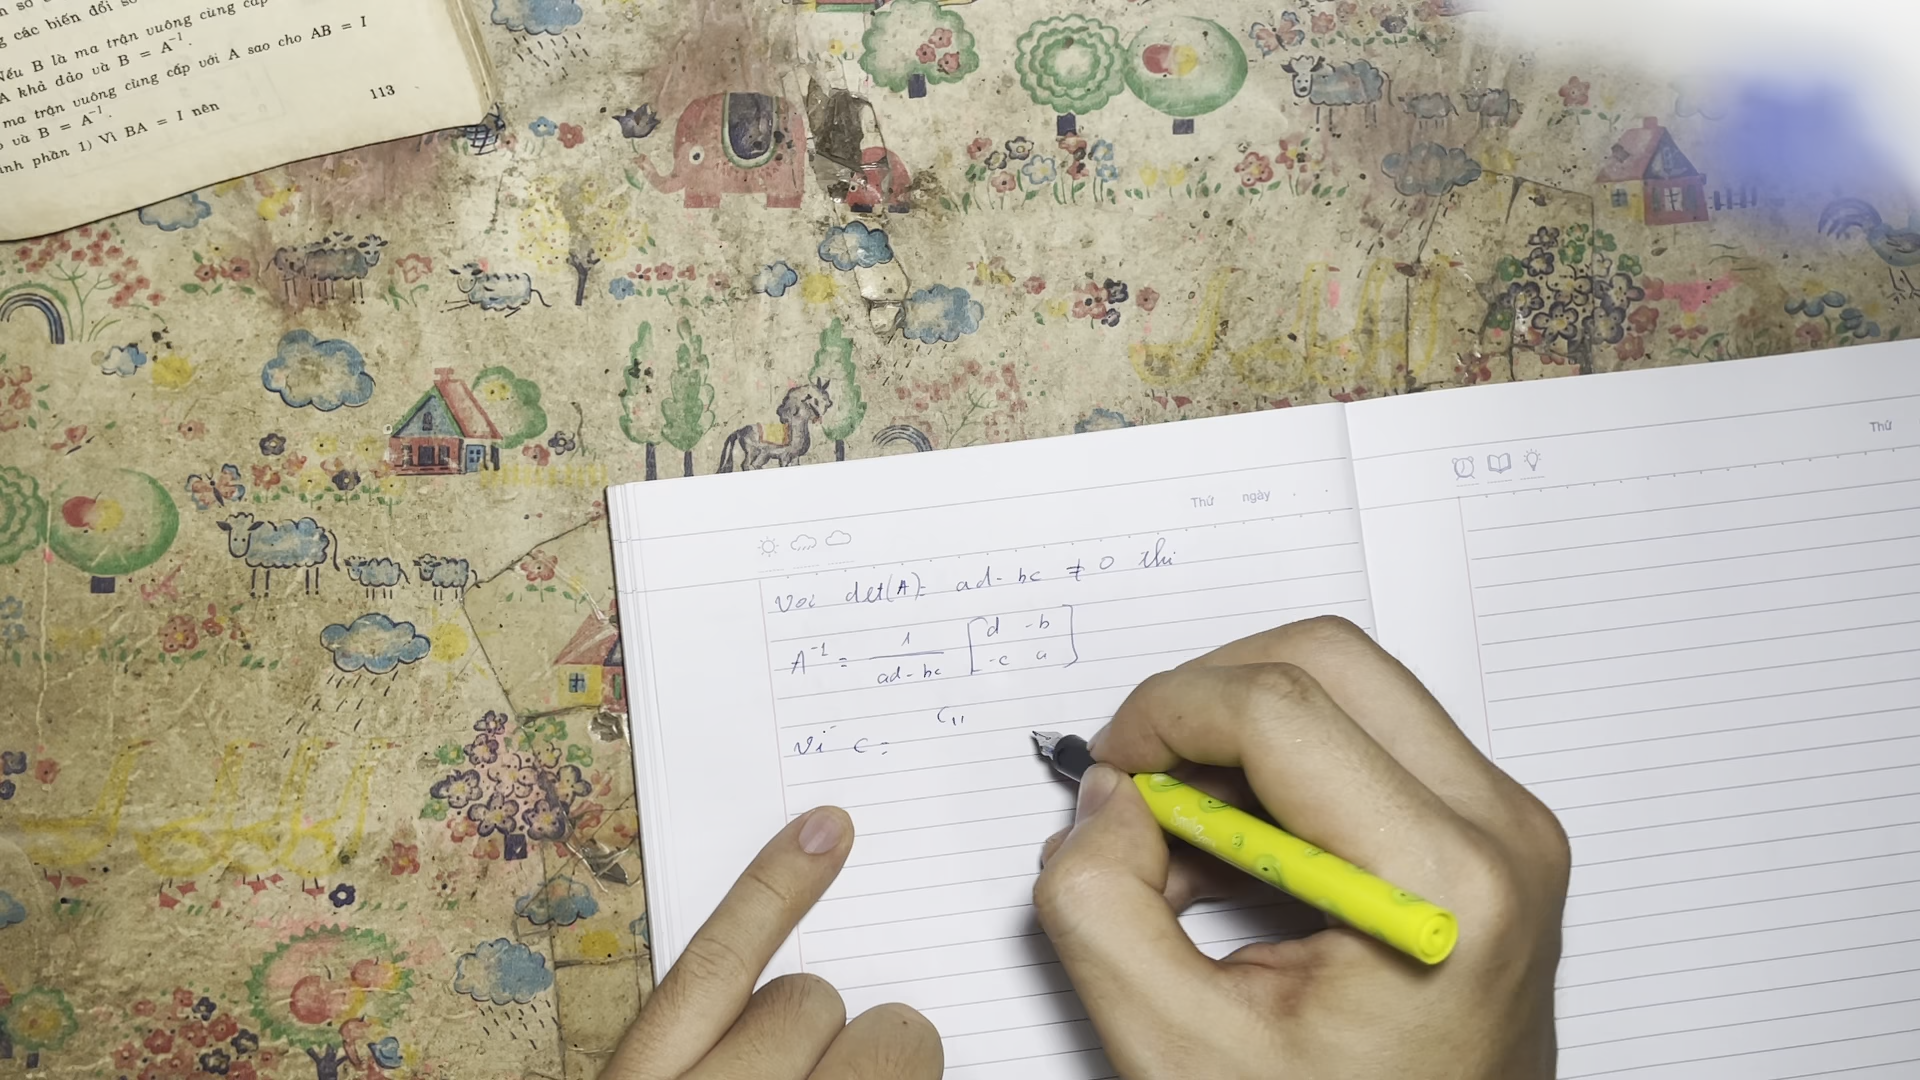 g các biến đổi sơ
Nếu B là ma trận vuông cùng cấp
A khả đảo và B = A⁻¹.
ma trận vuông cùng cấp với A sao cho AB = I
và B = A⁻¹.
inh phần 1) Vì BA = I nên
113
Thứ ngày
Với det(A) = ad - bc ≠ 0 thì
A⁻¹ = 1/(ad - bc) [d -b
-c a]
Vì C = C₁₁
Thứ
Smile